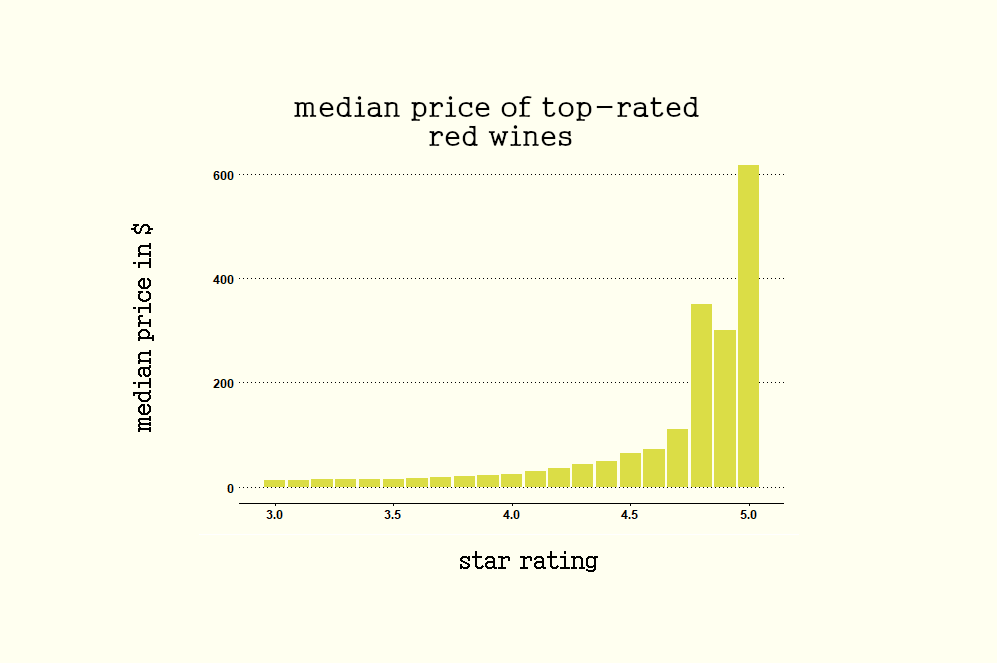 median price of top-rated
red wines
600
400
200
0
median price in $
3.0 3.5 4.0 4.5 5.0
star rating